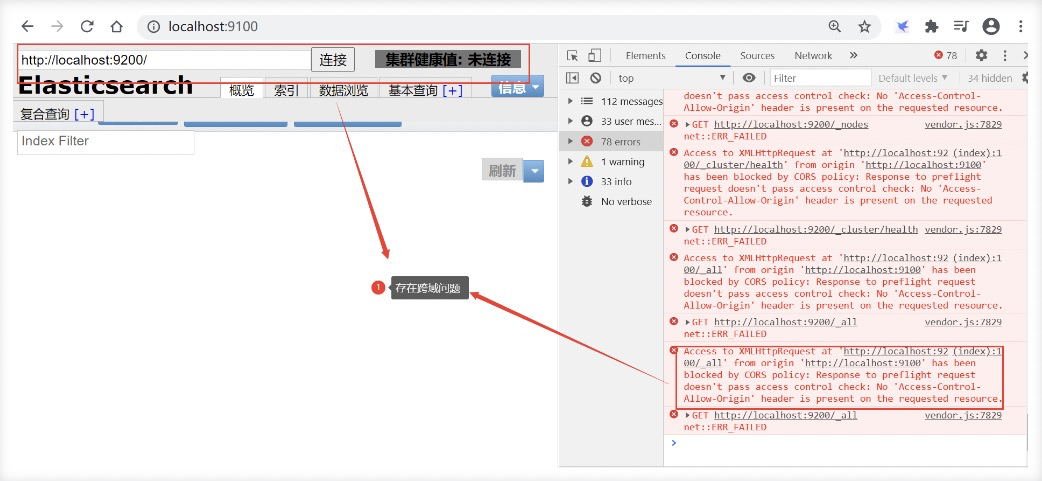 localhost:9100
http://localhost:9200/ 连接 集群健康值: 未连接
Elasticsearch 概览 索引 数据浏览 基本查询 [+] 信息
复合查询 [+]
Index Filter
刷新
1 存在跨域问题
Elements Console Sources Network » 78
top Filter Default levels 34 hidden
112 messages
33 user mes...
78 errors
1 warning
33 info
No verbose
doesn't pass access control check: No 'Access-Control-
Allow-Origin' header is present on the requested resource.
GET http://localhost:9200/_nodes vendor.js:7829
net::ERR_FAILED
Access to XMLHttpRequest at 'http://localhost:92 (index):1
00/_cluster/health' from origin 'http://localhost:9100'
has been blocked by CORS policy: Response to preflight
request doesn't pass access control check: No 'Access-
Control-Allow-Origin' header is present on the requested
resource.
GET http://localhost:9200/_cluster/health vendor.js:7829
net::ERR_FAILED
Access to XMLHttpRequest at 'http://localhost:92 (index):1
00/_all' from origin 'http://localhost:9100' has been
blocked by CORS policy: Response to preflight request
doesn't pass access control check: No 'Access-Control-
Allow-Origin' header is present on the requested resource.
GET http://localhost:9200/_all vendor.js:7829
net::ERR_FAILED
Access to XMLHttpRequest at 'http://localhost:92 (index):1
00/_all' from origin 'http://localhost:9100' has been
blocked by CORS policy: Response to preflight request
doesn't pass access control check: No 'Access-Control-
Allow-Origin' header is present on the requested resource.
GET http://localhost:9200/_all vendor.js:7829
net::ERR_FAILED